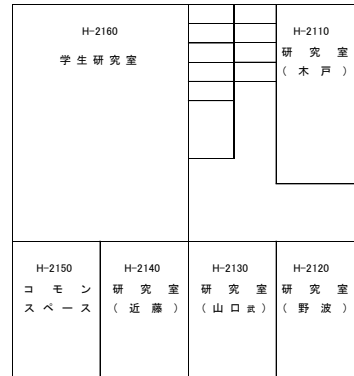 H-2160
学生研究室
H-2110
研究室
(木戸)
H-2150
コモン
スペース
H-2140
研究室
(近藤)
H-2130
研究室
(山口武)
H-2120
研究室
(野波)